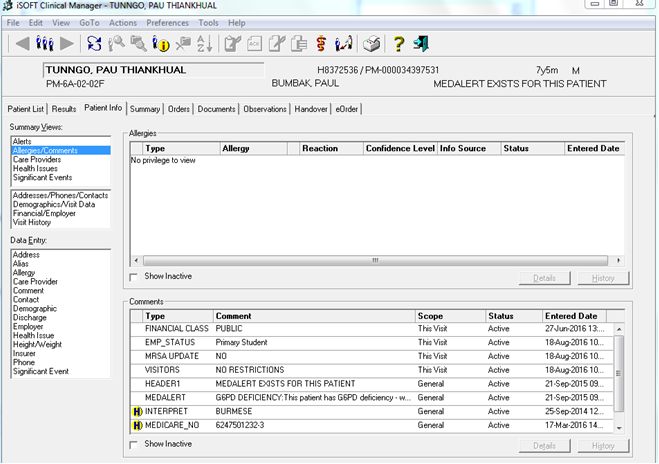 iSOFT Clinical Manager - TUNNGO, PAU THIANKHUAL
File Edit View GoTo Actions Preferences Tools Help
TUNNGO, PAU THIANKHUAL H8372536 / PM-000034397531 7y5m M
PM-6A-02-02F BUMBAK, PAUL MEDALERT EXISTS FOR THIS PATIENT
Patient List Results Patient Info Summary Orders Documents Observations Handover eOrder
Summary Views:
Alerts
Allergies/Comments
Care Providers
Health Issues
Significant Events
Addresses/Phones/Contacts
Demographics/Visit Data
Financial/Employer
Visit History
Data Entry:
Address
Alias
Allergy
Care Provider
Comment
Contact
Demographic
Discharge
Employer
Health Issue
Height/Weight
Insurer
Phone
Significant Event
Allergies
Type Allergy Reaction Confidence Level Info Source Status Entered Date
No privilege to view
Show Inactive Details History
Comments
Type Comment Scope Status Entered Date
FINANCIAL CLASS PUBLIC This Visit Active 27-Jun-2016 13:...
EMP_STATUS Primary Student This Visit Active 18-Aug-2016 10...
MRSA UPDATE NO This Visit Active 18-Aug-2016 10...
VISITORS NO RESTRICTIONS This Visit Active 18-Aug-2016 10...
HEADER1 MEDALERT EXISTS FOR THIS PATIENT General Active 21-Sep-2015 09...
MEDALERT G6PD DEFICIENCY:This patient has G6PD deficiency - w... General Active 21-Sep-2015 09...
H INTERPRET BURMESE General Active 25-Sep-2014 12...
H MEDICARE_NO 6247501232-3 General Active 17-Mar-2016 14...
Show Inactive Details History